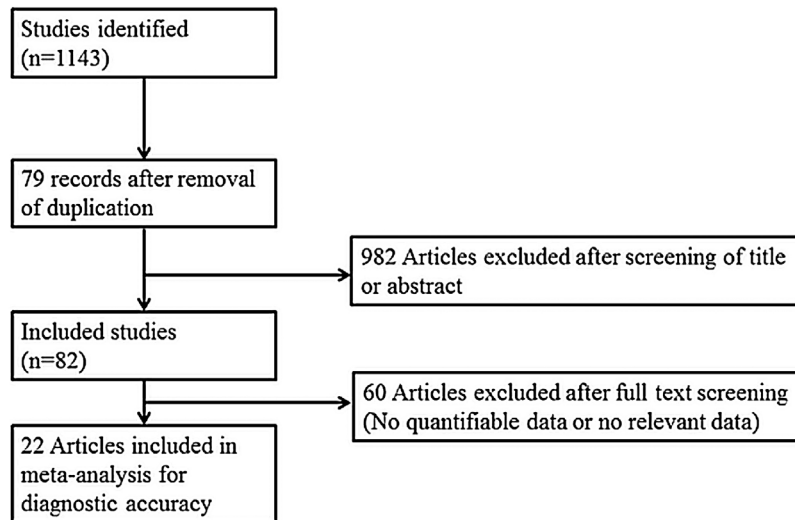 Studies identified
(n=1143)
79 records after removal
of duplication
982 Articles excluded after screening of title
or abstract
Included studies
(n=82)
60 Articles excluded after full text screening
(No quantifiable data or no relevant data)
22 Articles included in
meta-analysis for
diagnostic accuracy